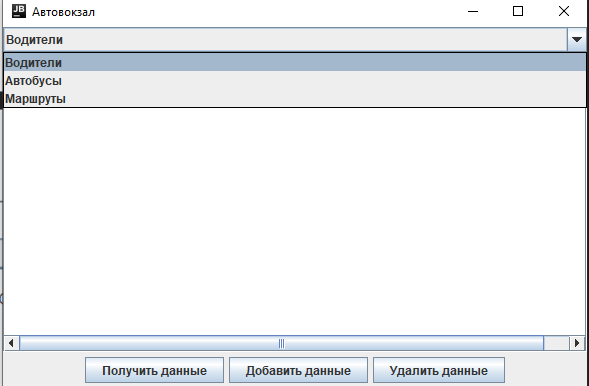 JB Автовокзал
Водители
Водители
Автобусы
Маршруты
Получить данные Добавить данные Удалить данные